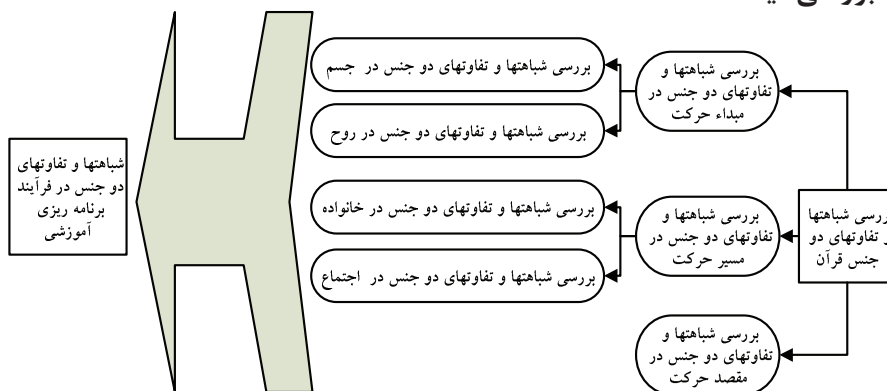 بررسی شباهتها
تفاوتهای دو
جنس قرآن
بررسی شباهتها و
تفاوتهای دو جنس در
مبداء حرکت
بررسی شباهتها و تفاوتهای دو جنس در جسم
بررسی شباهتها و تفاوتهای دو جنس در روح
بررسی شباهتها و
تفاوتهای دو جنس در
مسیر حرکت
بررسی شباهتها و تفاوتهای دو جنس در خانواده
بررسی شباهتها و تفاوتهای دو جنس در اجتماع
بررسی شباهتها و
تفاوتهای دو جنس در
مقصد حرکت
شباهتها و تفاوتهای
دو جنس در فرآیند
برنامه ریزی
آموزشی